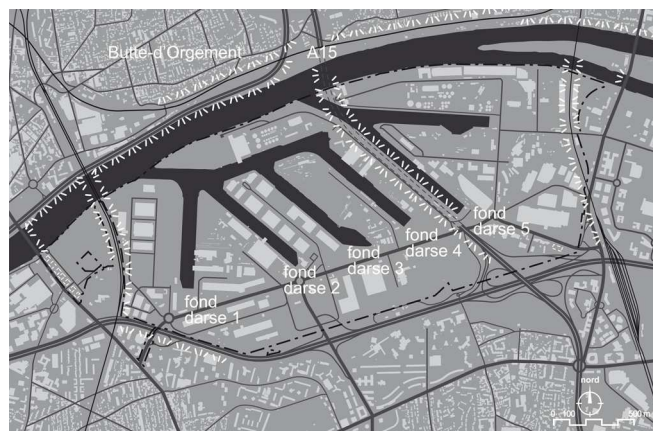 Butte-d'Orgement
A15
fond
darse 5
fond
darse 4
fond
darse 3
fond
darse 2
fond
darse 1
nord
0 100 500 m